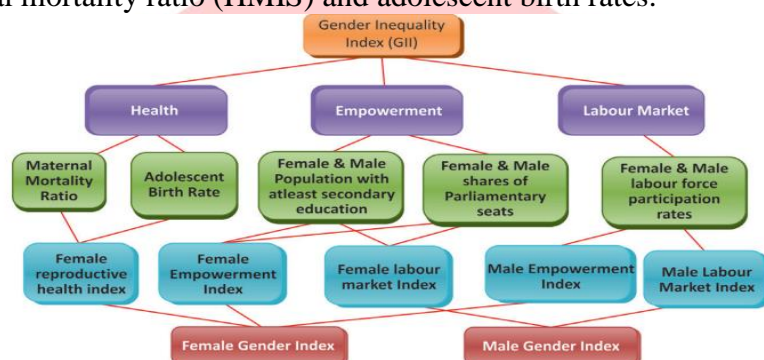 al mortality ratio (HMIS) and adolescent birth rates.
Gender Inequality
Index (GII)
Health
Empowerment
Labour Market
Maternal
Mortality
Ratio
Adolescent
Birth Rate
Female & Male
Population with
atleast secondary
education
Female & Male
shares of
Parliamentary
seats
Female & Male
labour force
participation
rates
Female
reproductive
health index
Female
Empowerment
Index
Female labour
market Index
Male Empowerment
Index
Male Labour
Market Index
Female Gender Index
Male Gender Index